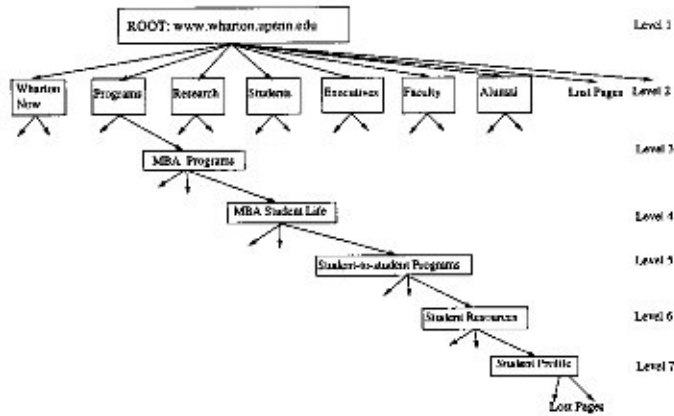 ROOT: www.wharton.upenn.edu
Level 1
Wharton
Now
Programs
Research
Students
Executives
Faculty
Alumni
Lost Pages
Level 2
MBA Programs
Level 3
MBA Student Life
Level 4
Student-to-student Programs
Level 5
Student Resources
Level 6
Student Profile
Level 7
Lost Pages